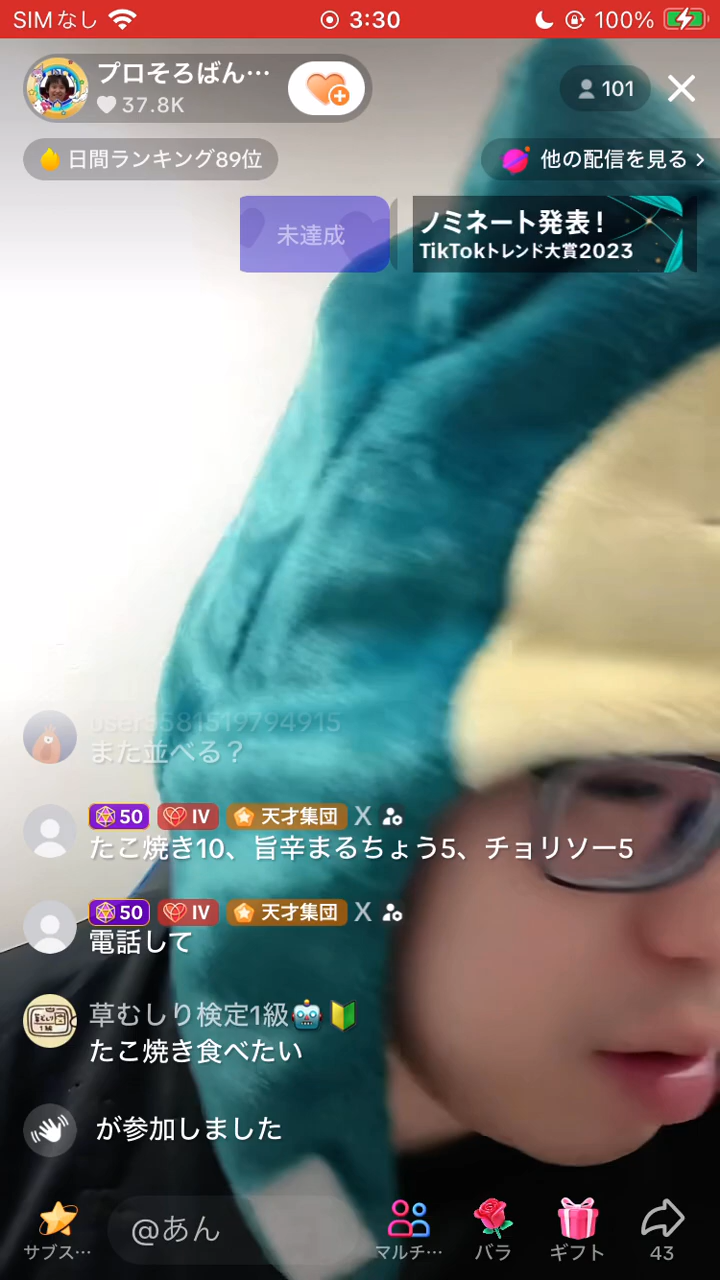 SIMなし
3:30
100%
プロそろばん…
37.8K
101
日間ランキング89位
他の配信を見る
未達成
ノミネート発表！
TikTokトレンド大賞2023
user5581519794915
また並べる？
50 IV 天才集団 X
たこ焼き10、旨辛まるちょう5、チョリソー5
50 IV 天才集団 X
電話して
草むしり検定1級🤖🔰
たこ焼き食べたい
が参加しました
サブス…
@あん
マルチ…
バラ
ギフト
43